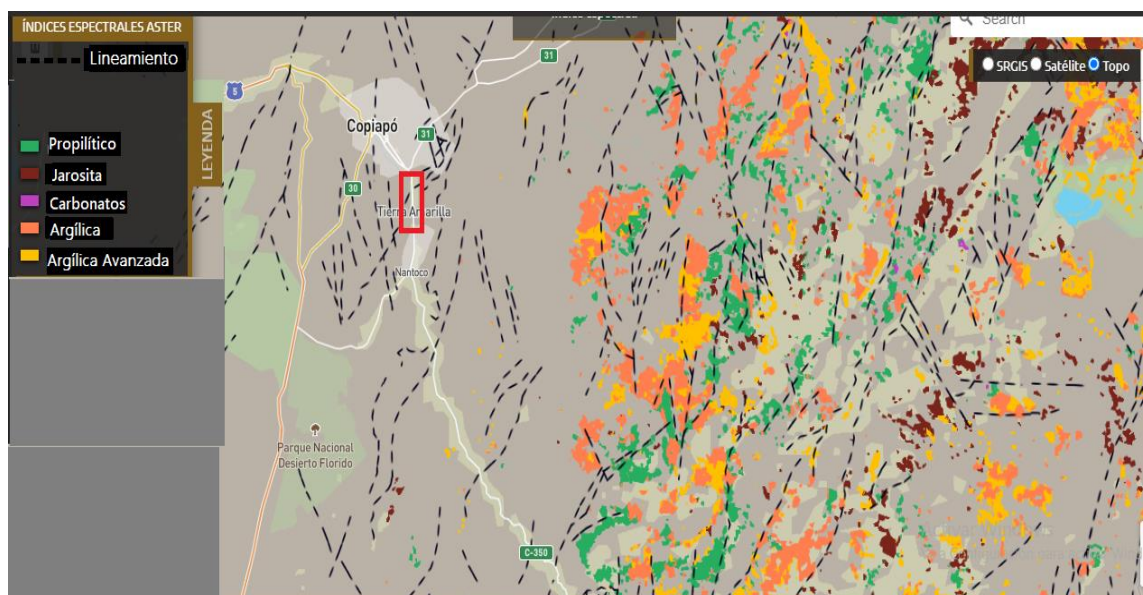 ÍNDICES ESPECTRALES ASTER
Lineamiento
LEYENDA
Propilítico
Jarosita
Carbonatos
Argílica
Argílica Avanzada
Search
SRGIS Satélite Topo
5
31
Copiapó
31
30
Tierra Amarilla
Nantoco
Parque Nacional
Desierto Florido
C-350